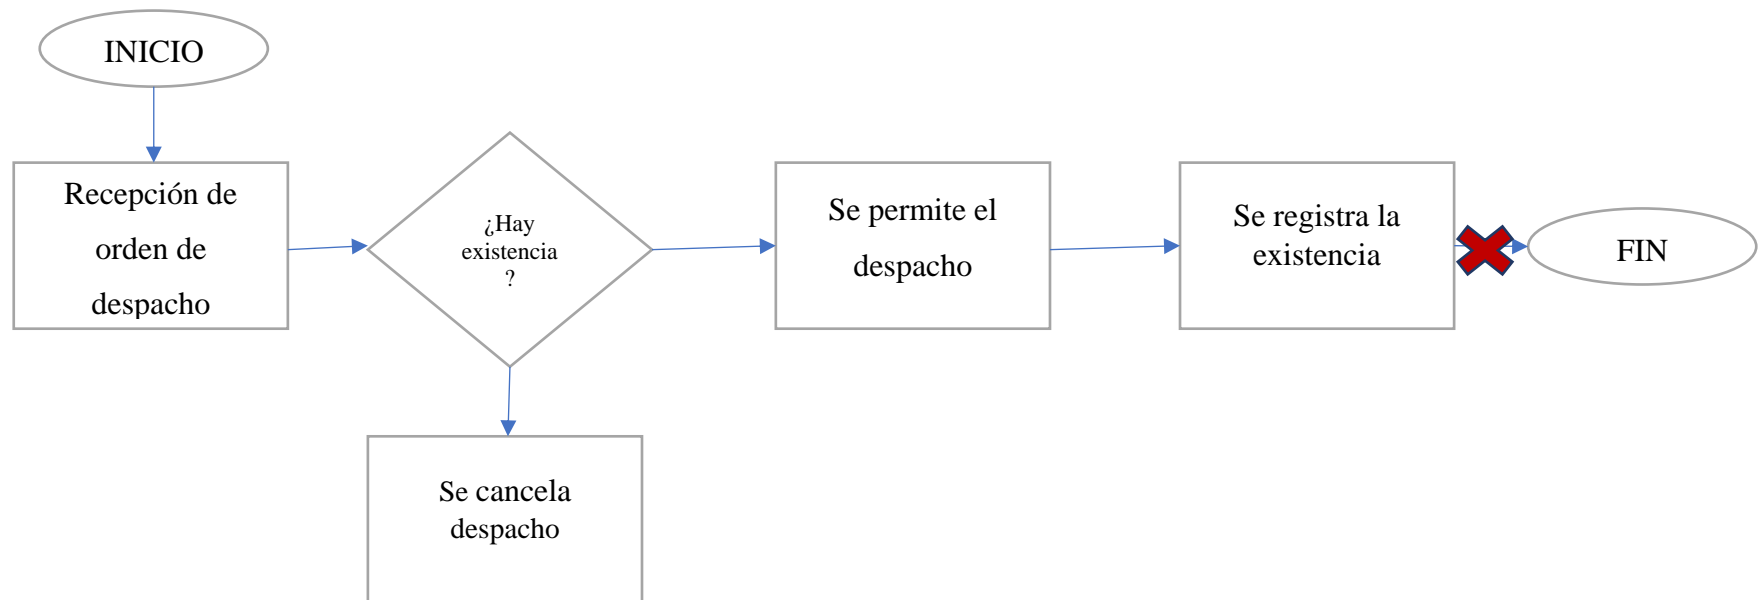 INICIO
Recepción de
orden de
despacho
¿Hay
existencia
?
Se permite el
despacho
Se registra la
existencia
FIN
Se cancela
despacho